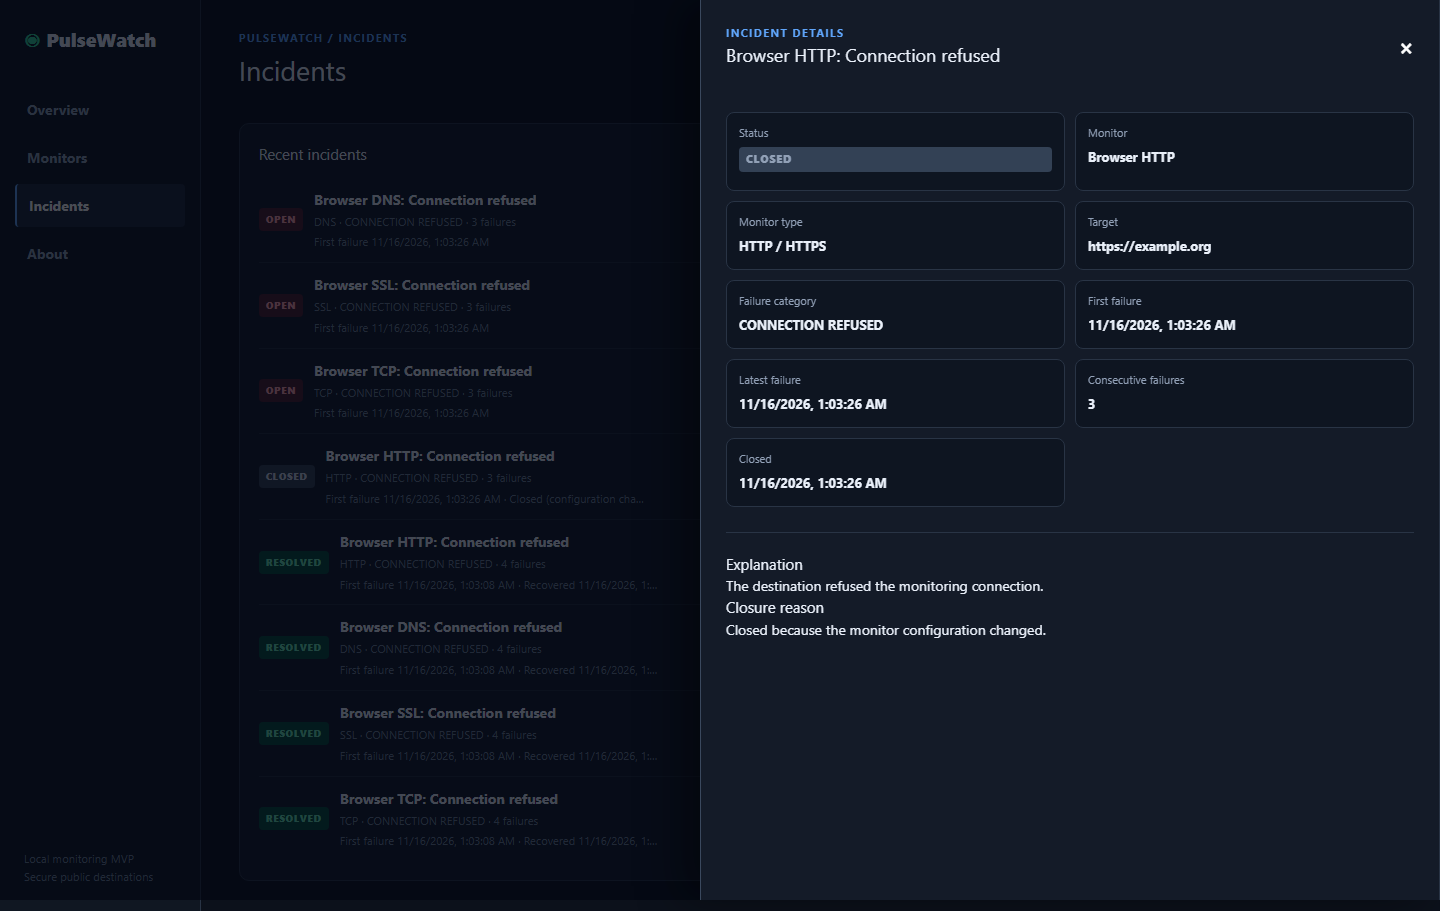 PulseWatch
Overview
Monitors
Incidents
About
Local monitoring MVP
Secure public destinations
PULSEWATCH / INCIDENTS
Incidents
Recent incidents
OPEN
Browser DNS: Connection refused
DNS · CONNECTION REFUSED · 3 failures
First failure 11/16/2026, 1:03:26 AM
OPEN
Browser SSL: Connection refused
SSL · CONNECTION REFUSED · 3 failures
First failure 11/16/2026, 1:03:26 AM
OPEN
Browser TCP: Connection refused
TCP · CONNECTION REFUSED · 3 failures
First failure 11/16/2026, 1:03:26 AM
CLOSED
Browser HTTP: Connection refused
HTTP · CONNECTION REFUSED · 3 failures
First failure 11/16/2026, 1:03:26 AM · Closed (configuration cha...
RESOLVED
Browser HTTP: Connection refused
HTTP · CONNECTION REFUSED · 4 failures
First failure 11/16/2026, 1:03:08 AM · Recovered 11/16/2026, 1:...
RESOLVED
Browser DNS: Connection refused
DNS · CONNECTION REFUSED · 4 failures
First failure 11/16/2026, 1:03:08 AM · Recovered 11/16/2026, 1:...
RESOLVED
Browser SSL: Connection refused
SSL · CONNECTION REFUSED · 4 failures
First failure 11/16/2026, 1:03:08 AM · Recovered 11/16/2026, 1:...
RESOLVED
Browser TCP: Connection refused
TCP · CONNECTION REFUSED · 4 failures
First failure 11/16/2026, 1:03:08 AM · Recovered 11/16/2026, 1:...
INCIDENT DETAILS
Browser HTTP: Connection refused
Status
CLOSED
Monitor
Browser HTTP
Monitor type
HTTP / HTTPS
Target
https://example.org
Failure category
CONNECTION REFUSED
First failure
11/16/2026, 1:03:26 AM
Latest failure
11/16/2026, 1:03:26 AM
Consecutive failures
3
Closed
11/16/2026, 1:03:26 AM
Explanation
The destination refused the monitoring connection.
Closure reason
Closed because the monitor configuration changed.